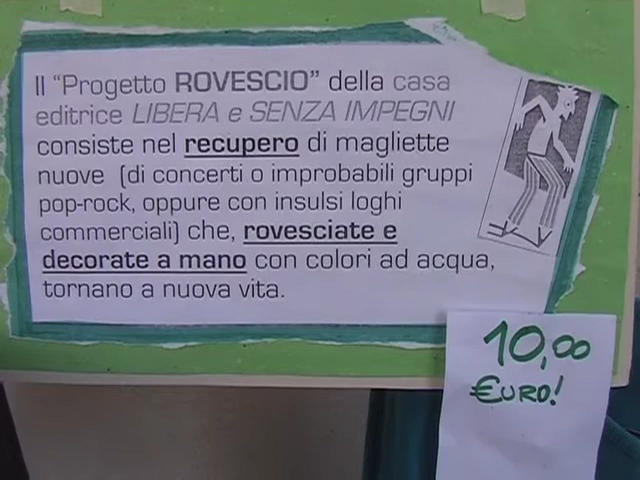 Il "Progetto ROVESCIO" della casa
editrice LIBERA e SENZA IMPEGNI
consiste nel recupero di magliette
nuove (di concerti o improbabili gruppi
pop-rock, oppure con insulsi loghi
commerciali) che, rovesciate e
decorate a mano con colori ad acqua,
tornano a nuova vita.
10,00
€URO!